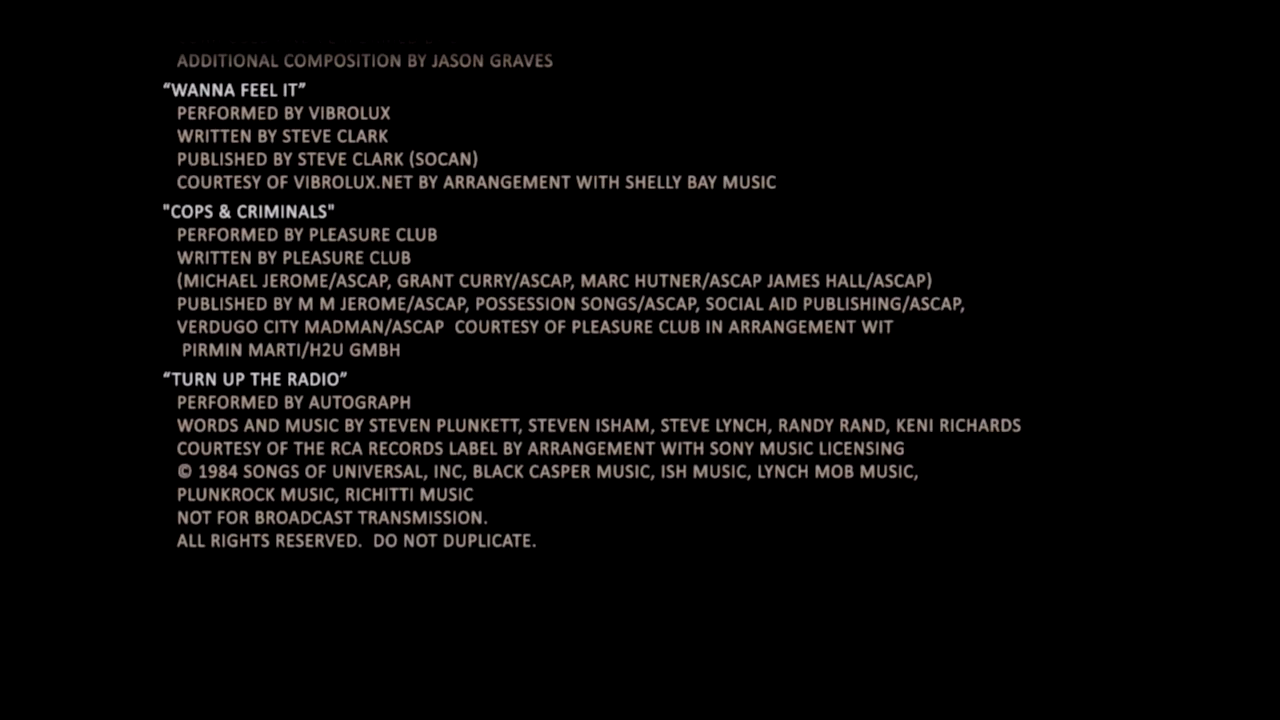 ADDITIONAL COMPOSITION BY JASON GRAVES
“WANNA FEEL IT”
PERFORMED BY VIBROLUX
WRITTEN BY STEVE CLARK
PUBLISHED BY STEVE CLARK (SOCAN)
COURTESY OF VIBROLUX.NET BY ARRANGEMENT WITH SHELLY BAY MUSIC
"COPS & CRIMINALS"
PERFORMED BY PLEASURE CLUB
WRITTEN BY PLEASURE CLUB
(MICHAEL JEROME/ASCAP, GRANT CURRY/ASCAP, MARC HUTNER/ASCAP JAMES HALL/ASCAP)
PUBLISHED BY M M JEROME/ASCAP, POSSESSION SONGS/ASCAP, SOCIAL AID PUBLISHING/ASCAP,
VERDUGO CITY MADMAN/ASCAP  COURTESY OF PLEASURE CLUB IN ARRANGEMENT WIT
PIRMIN MARTI/H2U GMBH
“TURN UP THE RADIO”
PERFORMED BY AUTOGRAPH
WORDS AND MUSIC BY STEVEN PLUNKETT, STEVEN ISHAM, STEVE LYNCH, RANDY RAND, KENI RICHARDS
COURTESY OF THE RCA RECORDS LABEL BY ARRANGEMENT WITH SONY MUSIC LICENSING
© 1984 SONGS OF UNIVERSAL, INC, BLACK CASPER MUSIC, ISH MUSIC, LYNCH MOB MUSIC,
PLUNKROCK MUSIC, RICHITTI MUSIC
NOT FOR BROADCAST TRANSMISSION.
ALL RIGHTS RESERVED.  DO NOT DUPLICATE.